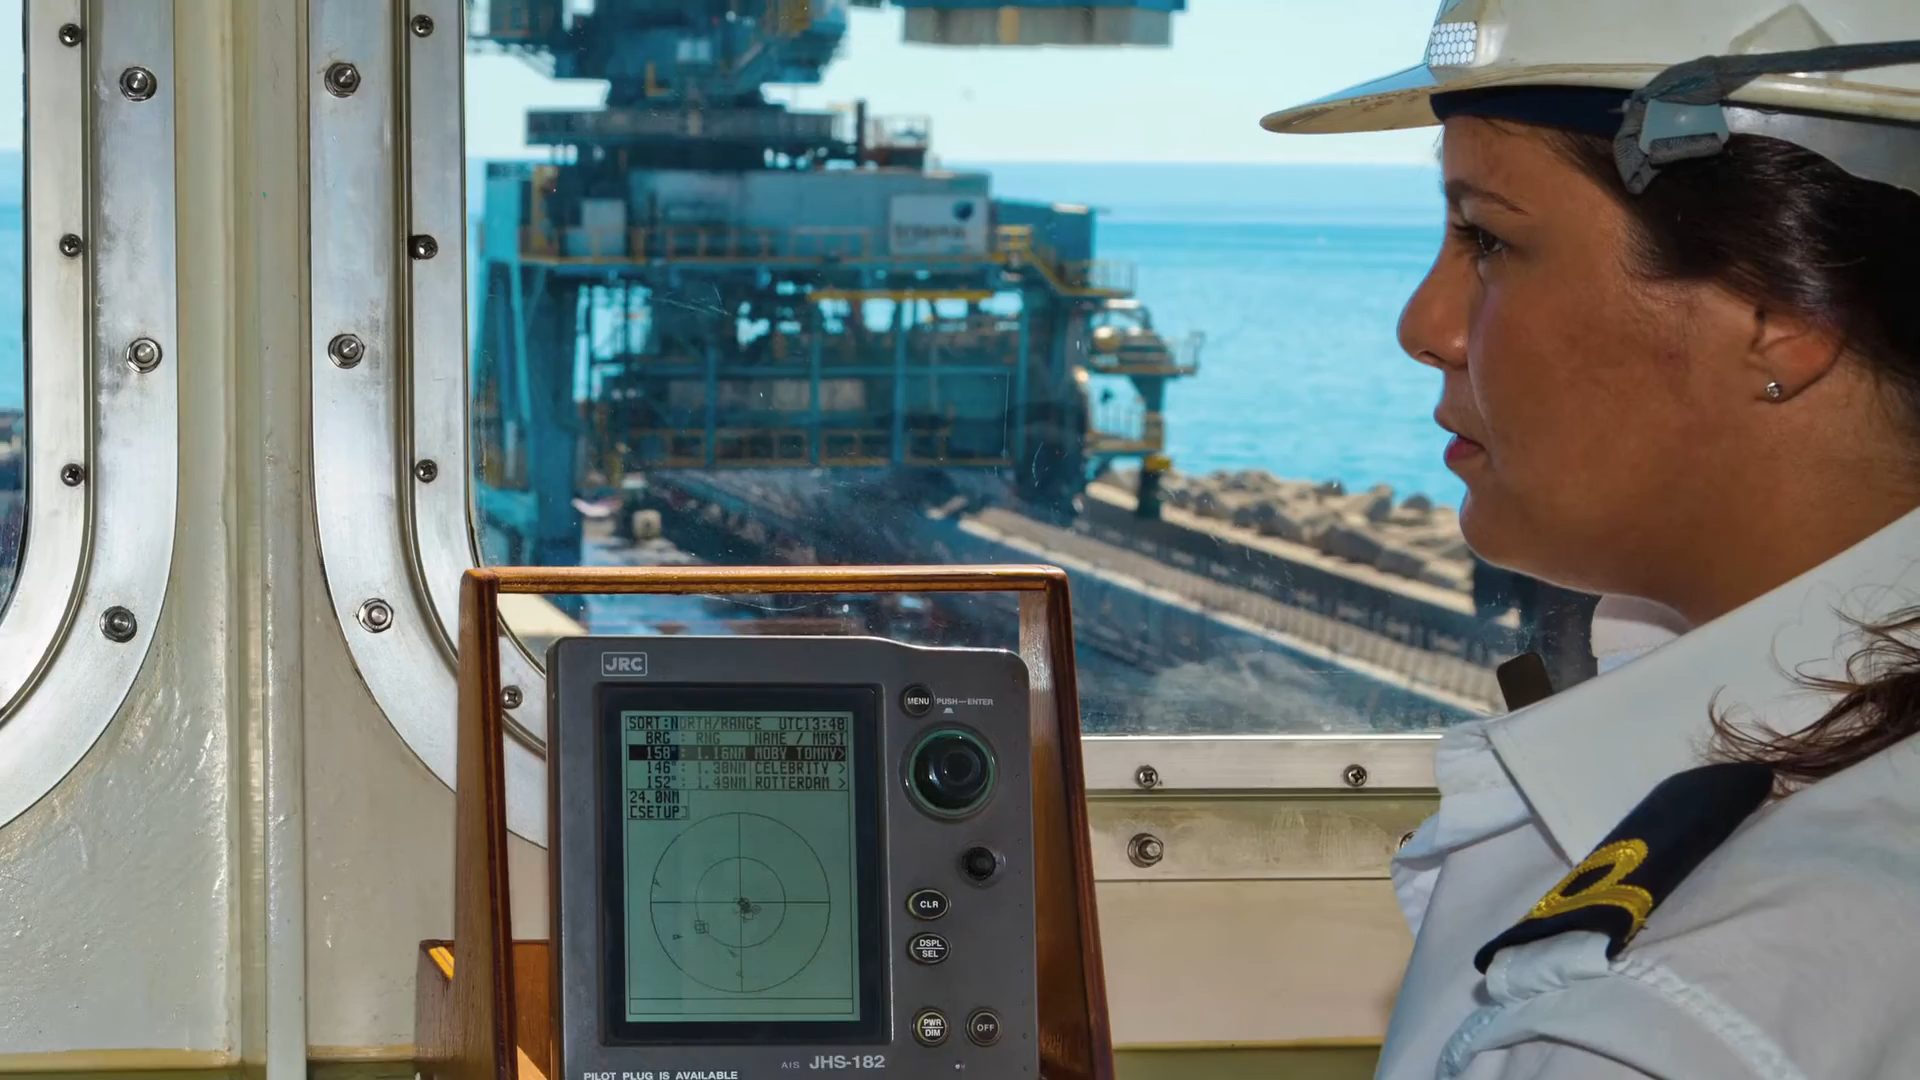 JRC
MENU PUSH—ENTER
SORT:NORTH/RANGE UTC13:48
BRG : RNG NAME / MMSI
158° : 1.16NM MOBY TOMMY>
146° : 1.38NM CELEBRITY >
152° : 1.49NM ROTTERDAM >
24.0NM
[SETUP]
CLR
DSPL
SEL
PWR
DIM
OFF
AIS JHS-182
PILOT PLUG IS AVAILABLE